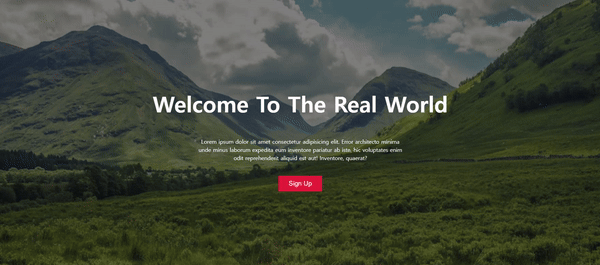 Welcome To The Real World
Lorem ipsum dolor sit amet consectetur adipisicing elit. Error architecto minima
unde minus laborum expedita eum inventore pariatur ab iste, hic voluptates enim
odit reprehenderit aliquid est aut! Inventore, quaerat?
Sign Up